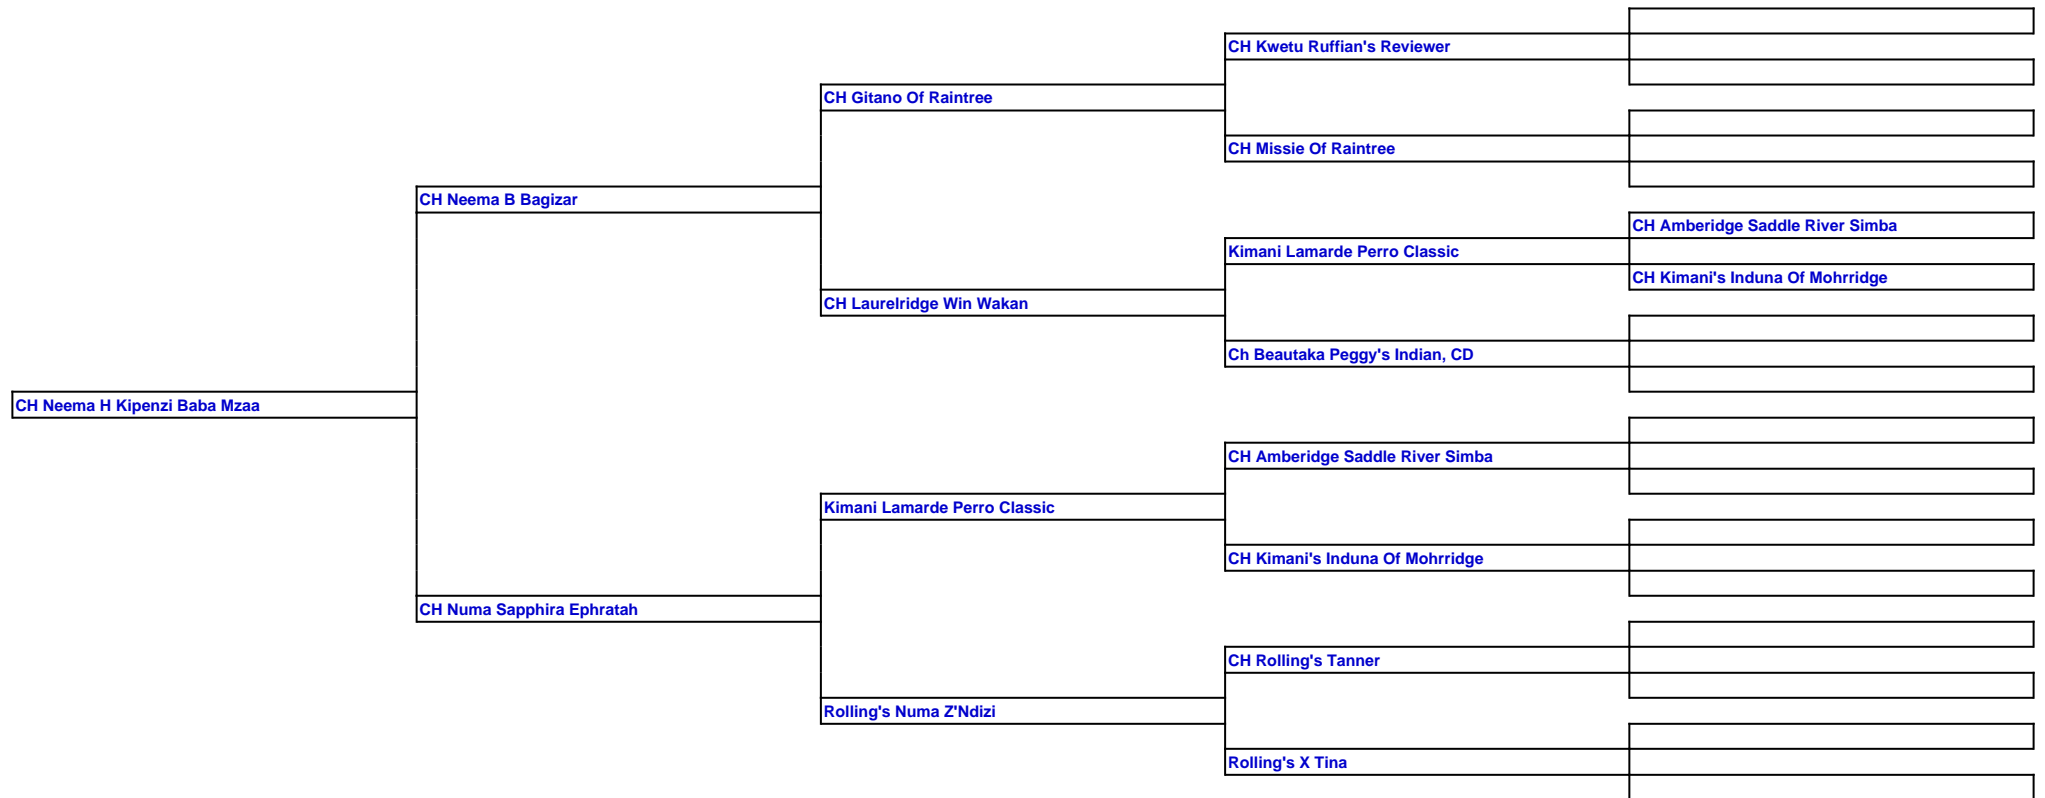 CH Kwetu Ruffian's Reviewer
CH Gitano Of Raintree
CH Missie Of Raintree
CH Neema B Bagizar
CH Amberidge Saddle River Simba
Kimani Lamarde Perro Classic
CH Kimani's Induna Of Mohrridge
CH Laurelridge Win Wakan
Ch Beautaka Peggy's Indian, CD
CH Neema H Kipenzi Baba Mzaa
CH Amberidge Saddle River Simba
Kimani Lamarde Perro Classic
CH Kimani's Induna Of Mohrridge
CH Numa Sapphira Ephratah
CH Rolling's Tanner
Rolling's Numa Z'Ndizi
Rolling's X Tina